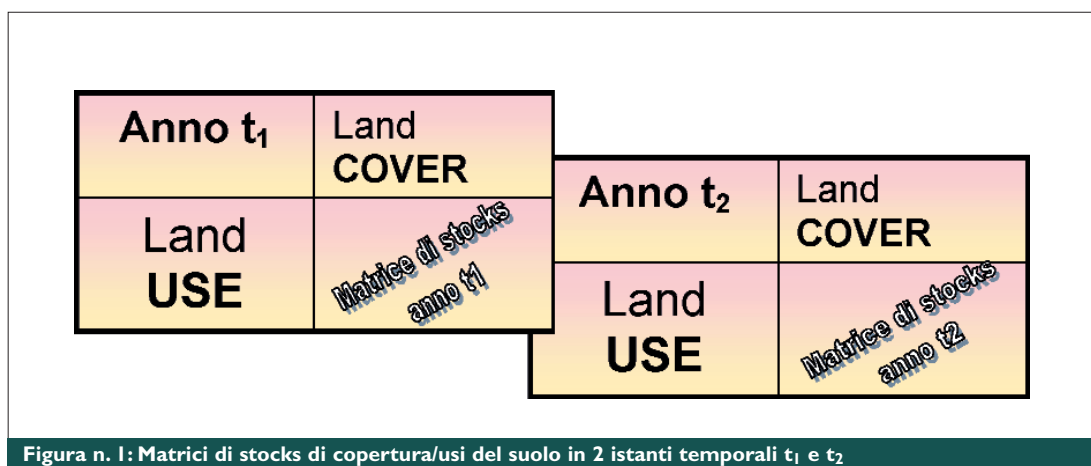 Anno t₁
Land
COVER
Land
USE
Matrice di stocks
anno t1
Anno t₂
Land
COVER
Land
USE
Matrice di stocks
anno t2
Figura n. 1: Matrici di stocks di copertura/usi del suolo in 2 istanti temporali t₁ e t₂